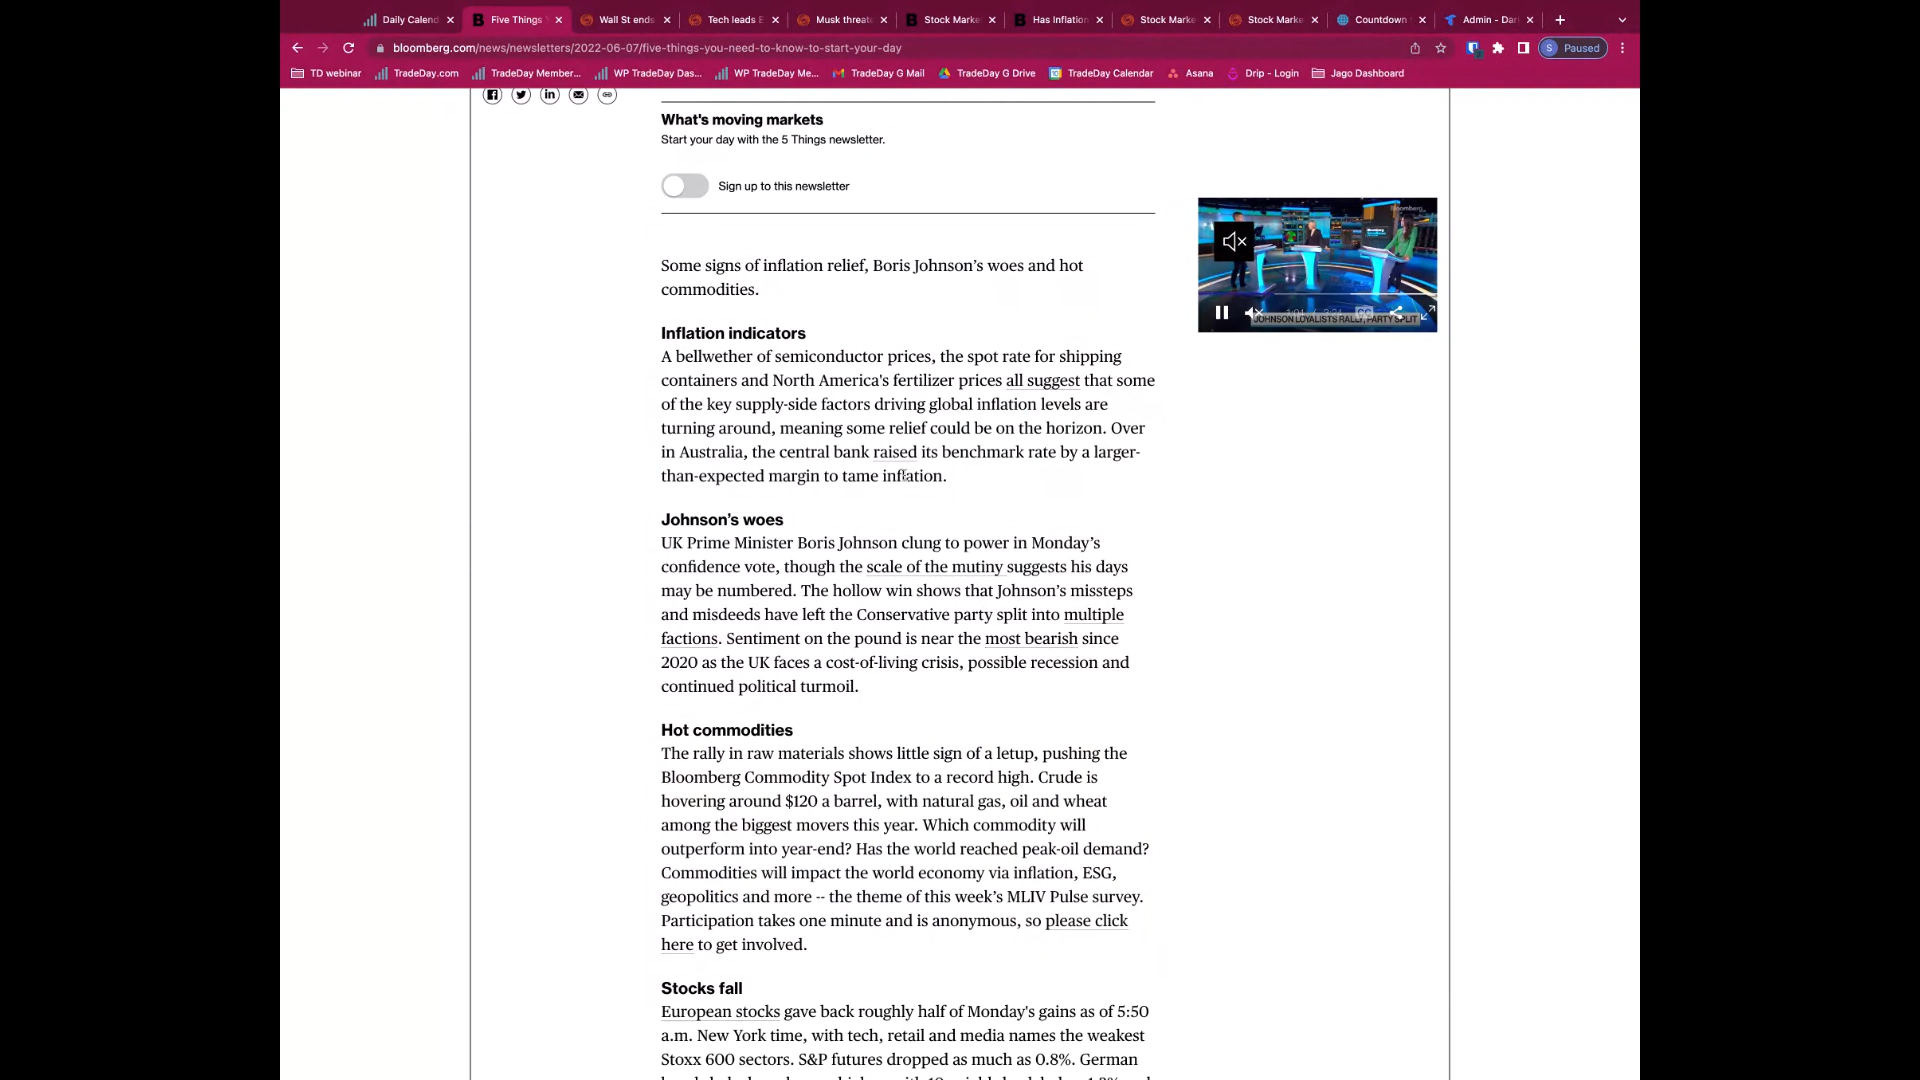 Daily Calend
Five Things
Wall St ends
Tech leads E
Musk threat
Stock Marke
Has Inflation
Stock Marke
Stock Marke
Countdown
Admin - Dar
bloomberg.com/news/newsletters/2022-06-07/five-things-you-need-to-know-to-start-your-day
S Paused
TD webinar
TradeDay.com
TradeDay Member...
WP TradeDay Das...
WP TradeDay Me...
TradeDay G Mail
TradeDay G Drive
TradeDay Calendar
Asana
Drip - Login
Jago Dashboard
What's moving markets
Start your day with the 5 Things newsletter.
Sign up to this newsletter
Bloomberg
JOHNSON LOYALISTS RALLY, PARTY SPLIT
Some signs of inflation relief, Boris Johnson’s woes and hot
commodities.
Inflation indicators
A bellwether of semiconductor prices, the spot rate for shipping
containers and North America's fertilizer prices all suggest that some
of the key supply-side factors driving global inflation levels are
turning around, meaning some relief could be on the horizon. Over
in Australia, the central bank raised its benchmark rate by a larger-
than-expected margin to tame inflation.
Johnson’s woes
UK Prime Minister Boris Johnson clung to power in Monday’s
confidence vote, though the scale of the mutiny suggests his days
may be numbered. The hollow win shows that Johnson’s missteps
and misdeeds have left the Conservative party split into multiple
factions. Sentiment on the pound is near the most bearish since
2020 as the UK faces a cost-of-living crisis, possible recession and
continued political turmoil.
Hot commodities
The rally in raw materials shows little sign of a letup, pushing the
Bloomberg Commodity Spot Index to a record high. Crude is
hovering around $120 a barrel, with natural gas, oil and wheat
among the biggest movers this year. Which commodity will
outperform into year-end? Has the world reached peak-oil demand?
Commodities will impact the world economy via inflation, ESG,
geopolitics and more -- the theme of this week’s MLIV Pulse survey.
Participation takes one minute and is anonymous, so please click
here to get involved.
Stocks fall
European stocks gave back roughly half of Monday's gains as of 5:50
a.m. New York time, with tech, retail and media names the weakest
Stoxx 600 sectors. S&P futures dropped as much as 0.8%. German